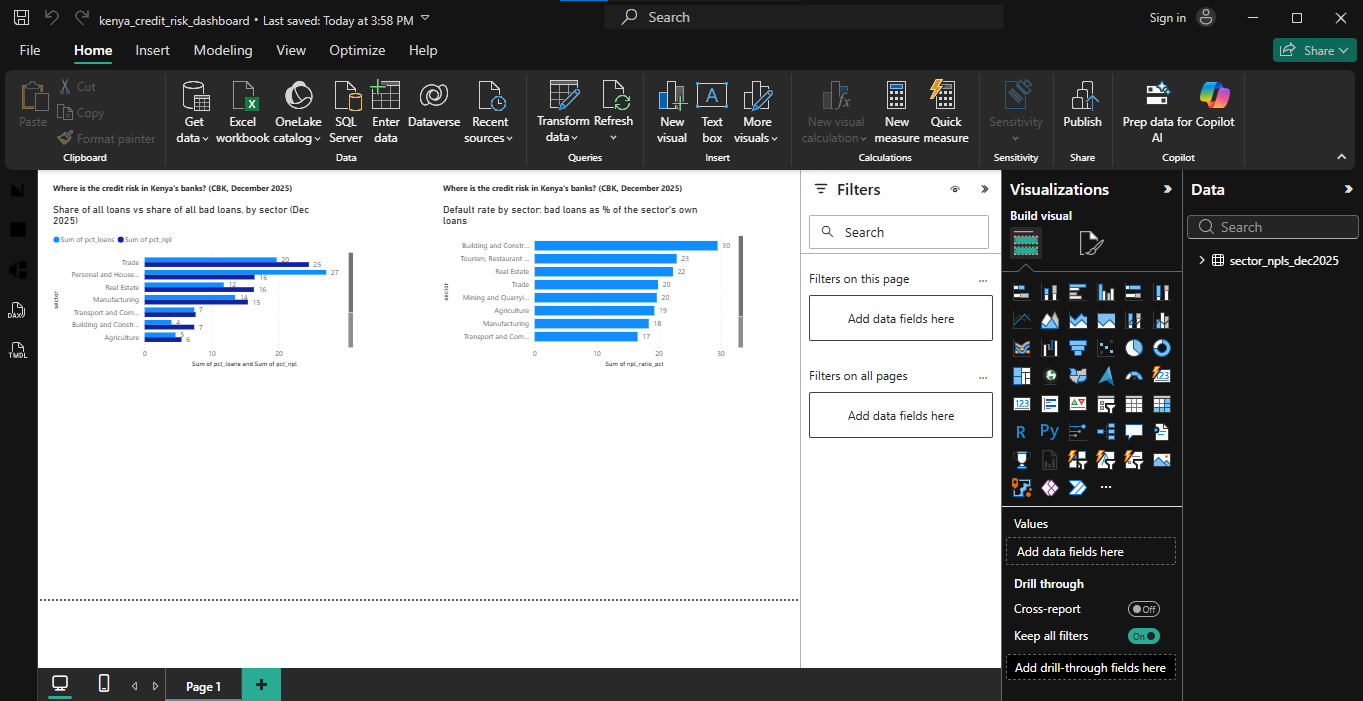 kenya_credit_risk_dashboard • Last saved: Today at 3:58 PM
Search
Sign in
File Home Insert Modeling View Optimize Help
Share
Paste
Cut
Copy
Format painter
Clipboard
Get data
Excel workbook
OneLake catalog
SQL Server
Enter data
Dataverse
Recent sources
Data
Transform data
Refresh
Queries
New visual
Text box
More visuals
Insert
New visual calculation
New measure
Quick measure
Calculations
Sensitivity
Sensitivity
Publish
Share
Prep data for AI
Copilot
Copilot
DAX
TMDL
Where is the credit risk in Kenya's banks? (CBK, December 2025)
Share of all loans vs share of all bad loans, by sector (Dec
2025)
Sum of pct_loans Sum of pct_npl
sector
Trade 20 25
Personal and House... 27 16
Real Estate 12 16
Manufacturing 14 15
Transport and Com... 7
Building and Constr... 4 7
Agriculture 5 6
0 10 20
Sum of pct_loans and Sum of pct_npl
Where is the credit risk in Kenya's banks? (CBK, December 2025)
Default rate by sector: bad loans as % of the sector's own
loans
sector
Building and Constr... 30
Tourism, Restaurant ... 23
Real Estate 22
Trade 20
Mining and Quarryi... 20
Agriculture 19
Manufacturing 18
Transport and Com... 17
0 10 20 30
Sum of npl_ratio_pct
Filters
Search
Filters on this page ...
Add data fields here
Filters on all pages ...
Add data fields here
Visualizations
Build visual
123
123
R Py
...
Values
Add data fields here
Drill through
Cross-report Off
Keep all filters On
Add drill-through fields here
Data
Search
sector_npls_dec2025
Page 1